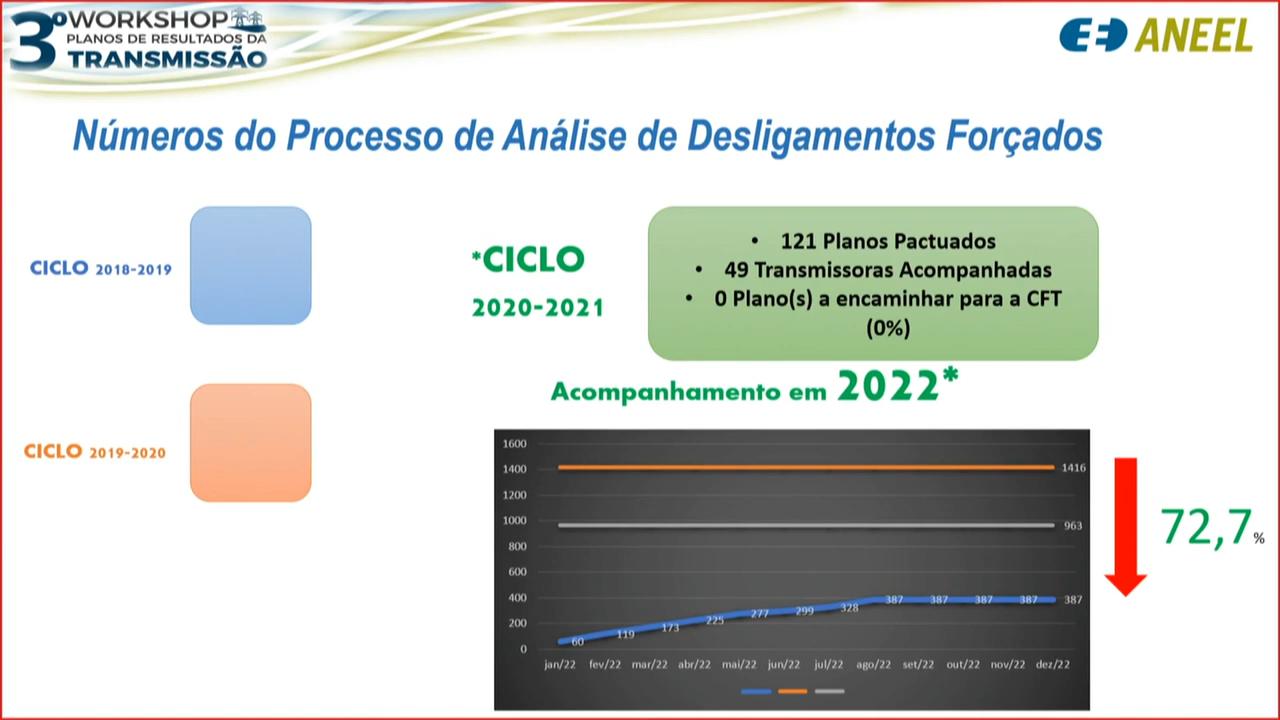 3º WORKSHOP
PLANOS DE RESULTADOS DA
TRANSMISSÃO
ANEEL
Números do Processo de Análise de Desligamentos Forçados
CICLO 2018-2019
CICLO 2019-2020
*CICLO
2020-2021
• 121 Planos Pactuados
• 49 Transmissoras Acompanhadas
• 0 Plano(s) a encaminhar para a CFT
(0%)
Acompanhamento em 2022*
1600
1400
1200
1000
800
600
400
200
0
1416
963
60 119 173 225 277 299 328 387 387 387 387 387
jan/22 fev/22 mar/22 abr/22 mai/22 jun/22 jul/22 ago/22 set/22 out/22 nov/22 dez/22
72,7%